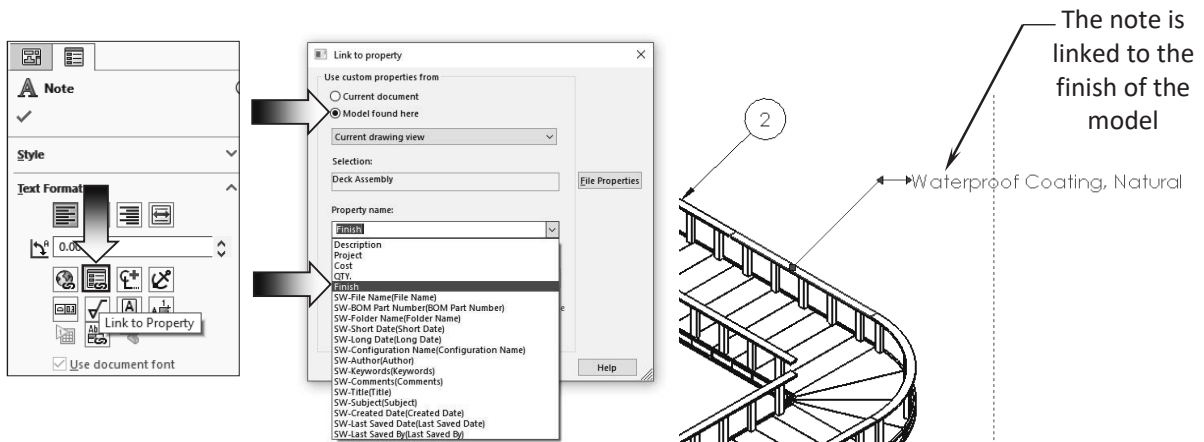 Note
Style
Text Format
0.00
Link to Property
Use document font
Link to property
Use custom properties from
Current document
Model found here
Current drawing view
Selection:
Deck Assembly
File Properties
Property name:
Finish
Description
Project
Cost
QTY.
Finish
SW-File Name(File Name)
SW-BOM Part Number(BOM Part Number)
SW-Folder Name(Folder Name)
SW-Short Date(Short Date)
SW-Long Date(Long Date)
SW-Configuration Name(Configuration Name)
SW-Author(Author)
SW-Keywords(Keywords)
SW-Comments(Comments)
SW-Title(Title)
SW-Subject(Subject)
SW-Created Date(Created Date)
SW-Last Saved Date(Last Saved Date)
SW-Last Saved By(Last Saved By)
Help
2
Waterproof Coating, Natural
The note is
linked to the
finish of the
model